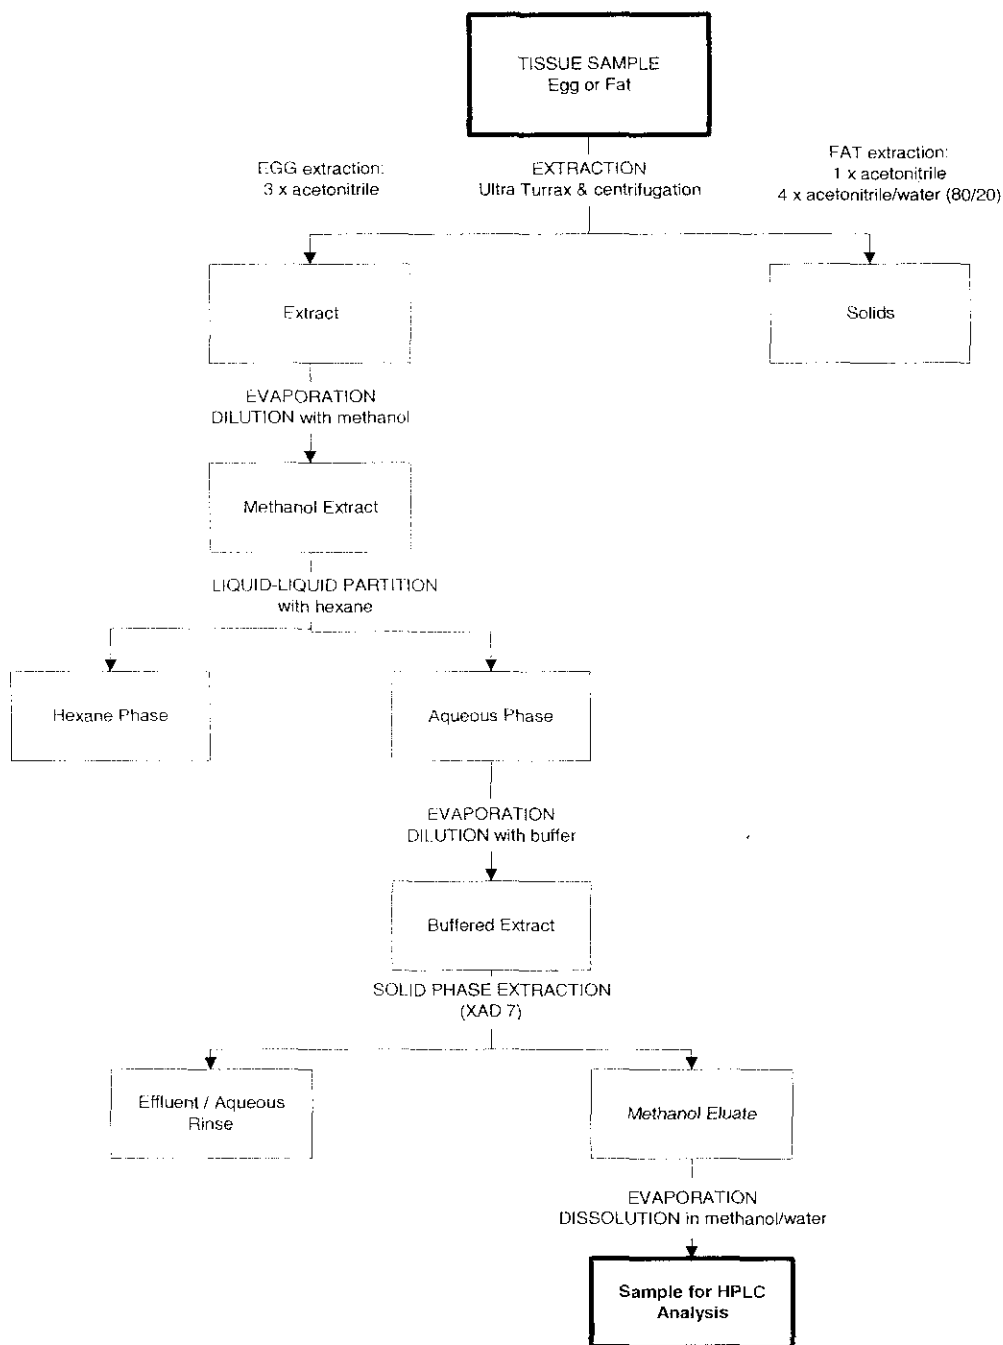 TISSUE SAMPLE
Egg or Fat
EGG extraction:
3 x acetonitrile
EXTRACTION
Ultra Turrax & centrifugation
FAT extraction:
1 x acetonitrile
4 x acetonitrile/water (80/20)
Extract
Solids
EVAPORATION
DILUTION with methanol
Methanol Extract
LIQUID-LIQUID PARTITION
with hexane
Hexane Phase
Aqueous Phase
EVAPORATION
DILUTION with buffer
Buffered Extract
SOLID PHASE EXTRACTION
(XAD 7)
Effluent / Aqueous
Rinse
Methanol Eluate
EVAPORATION
DISSOLUTION in methanol/water
Sample for HPLC
Analysis